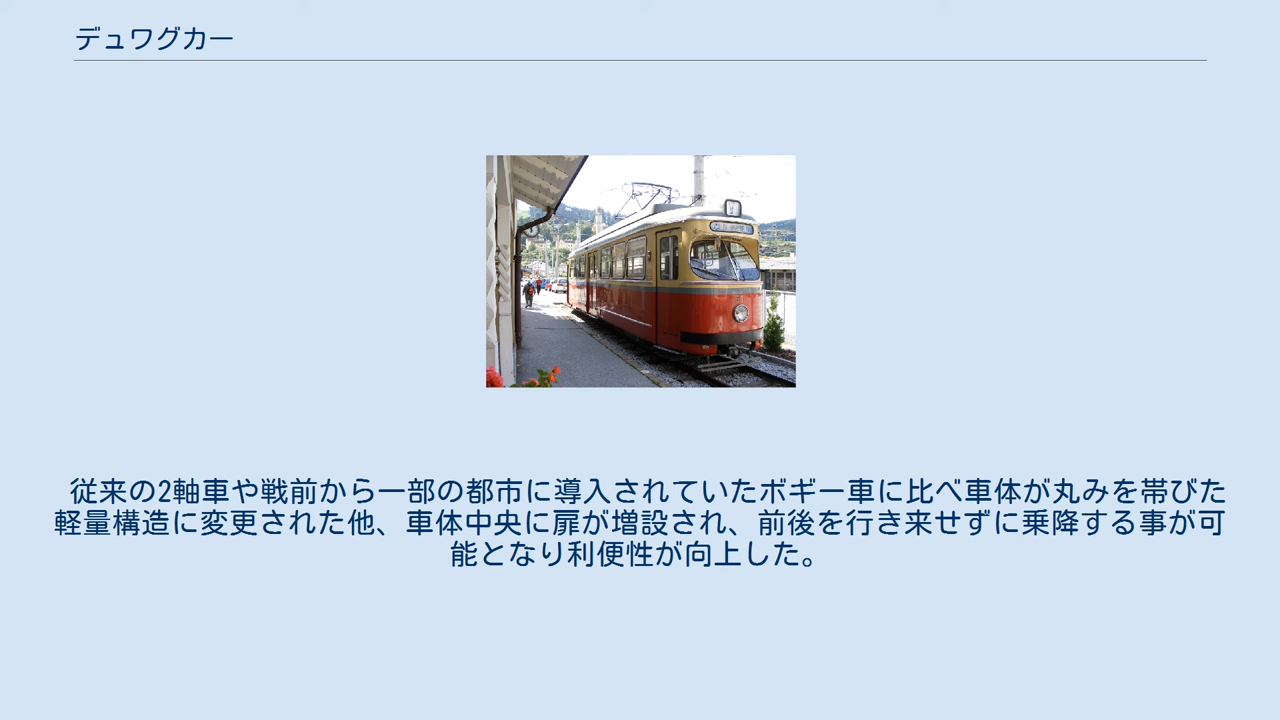 デュワグカー
従来の2軸車や戦前から一部の都市に導入されていたボギー車に比べ車体が丸みを帯びた
軽量構造に変更された他、車体中央に扉が増設され、前後を行き来せずに乗降する事が可
能となり利便性が向上した。